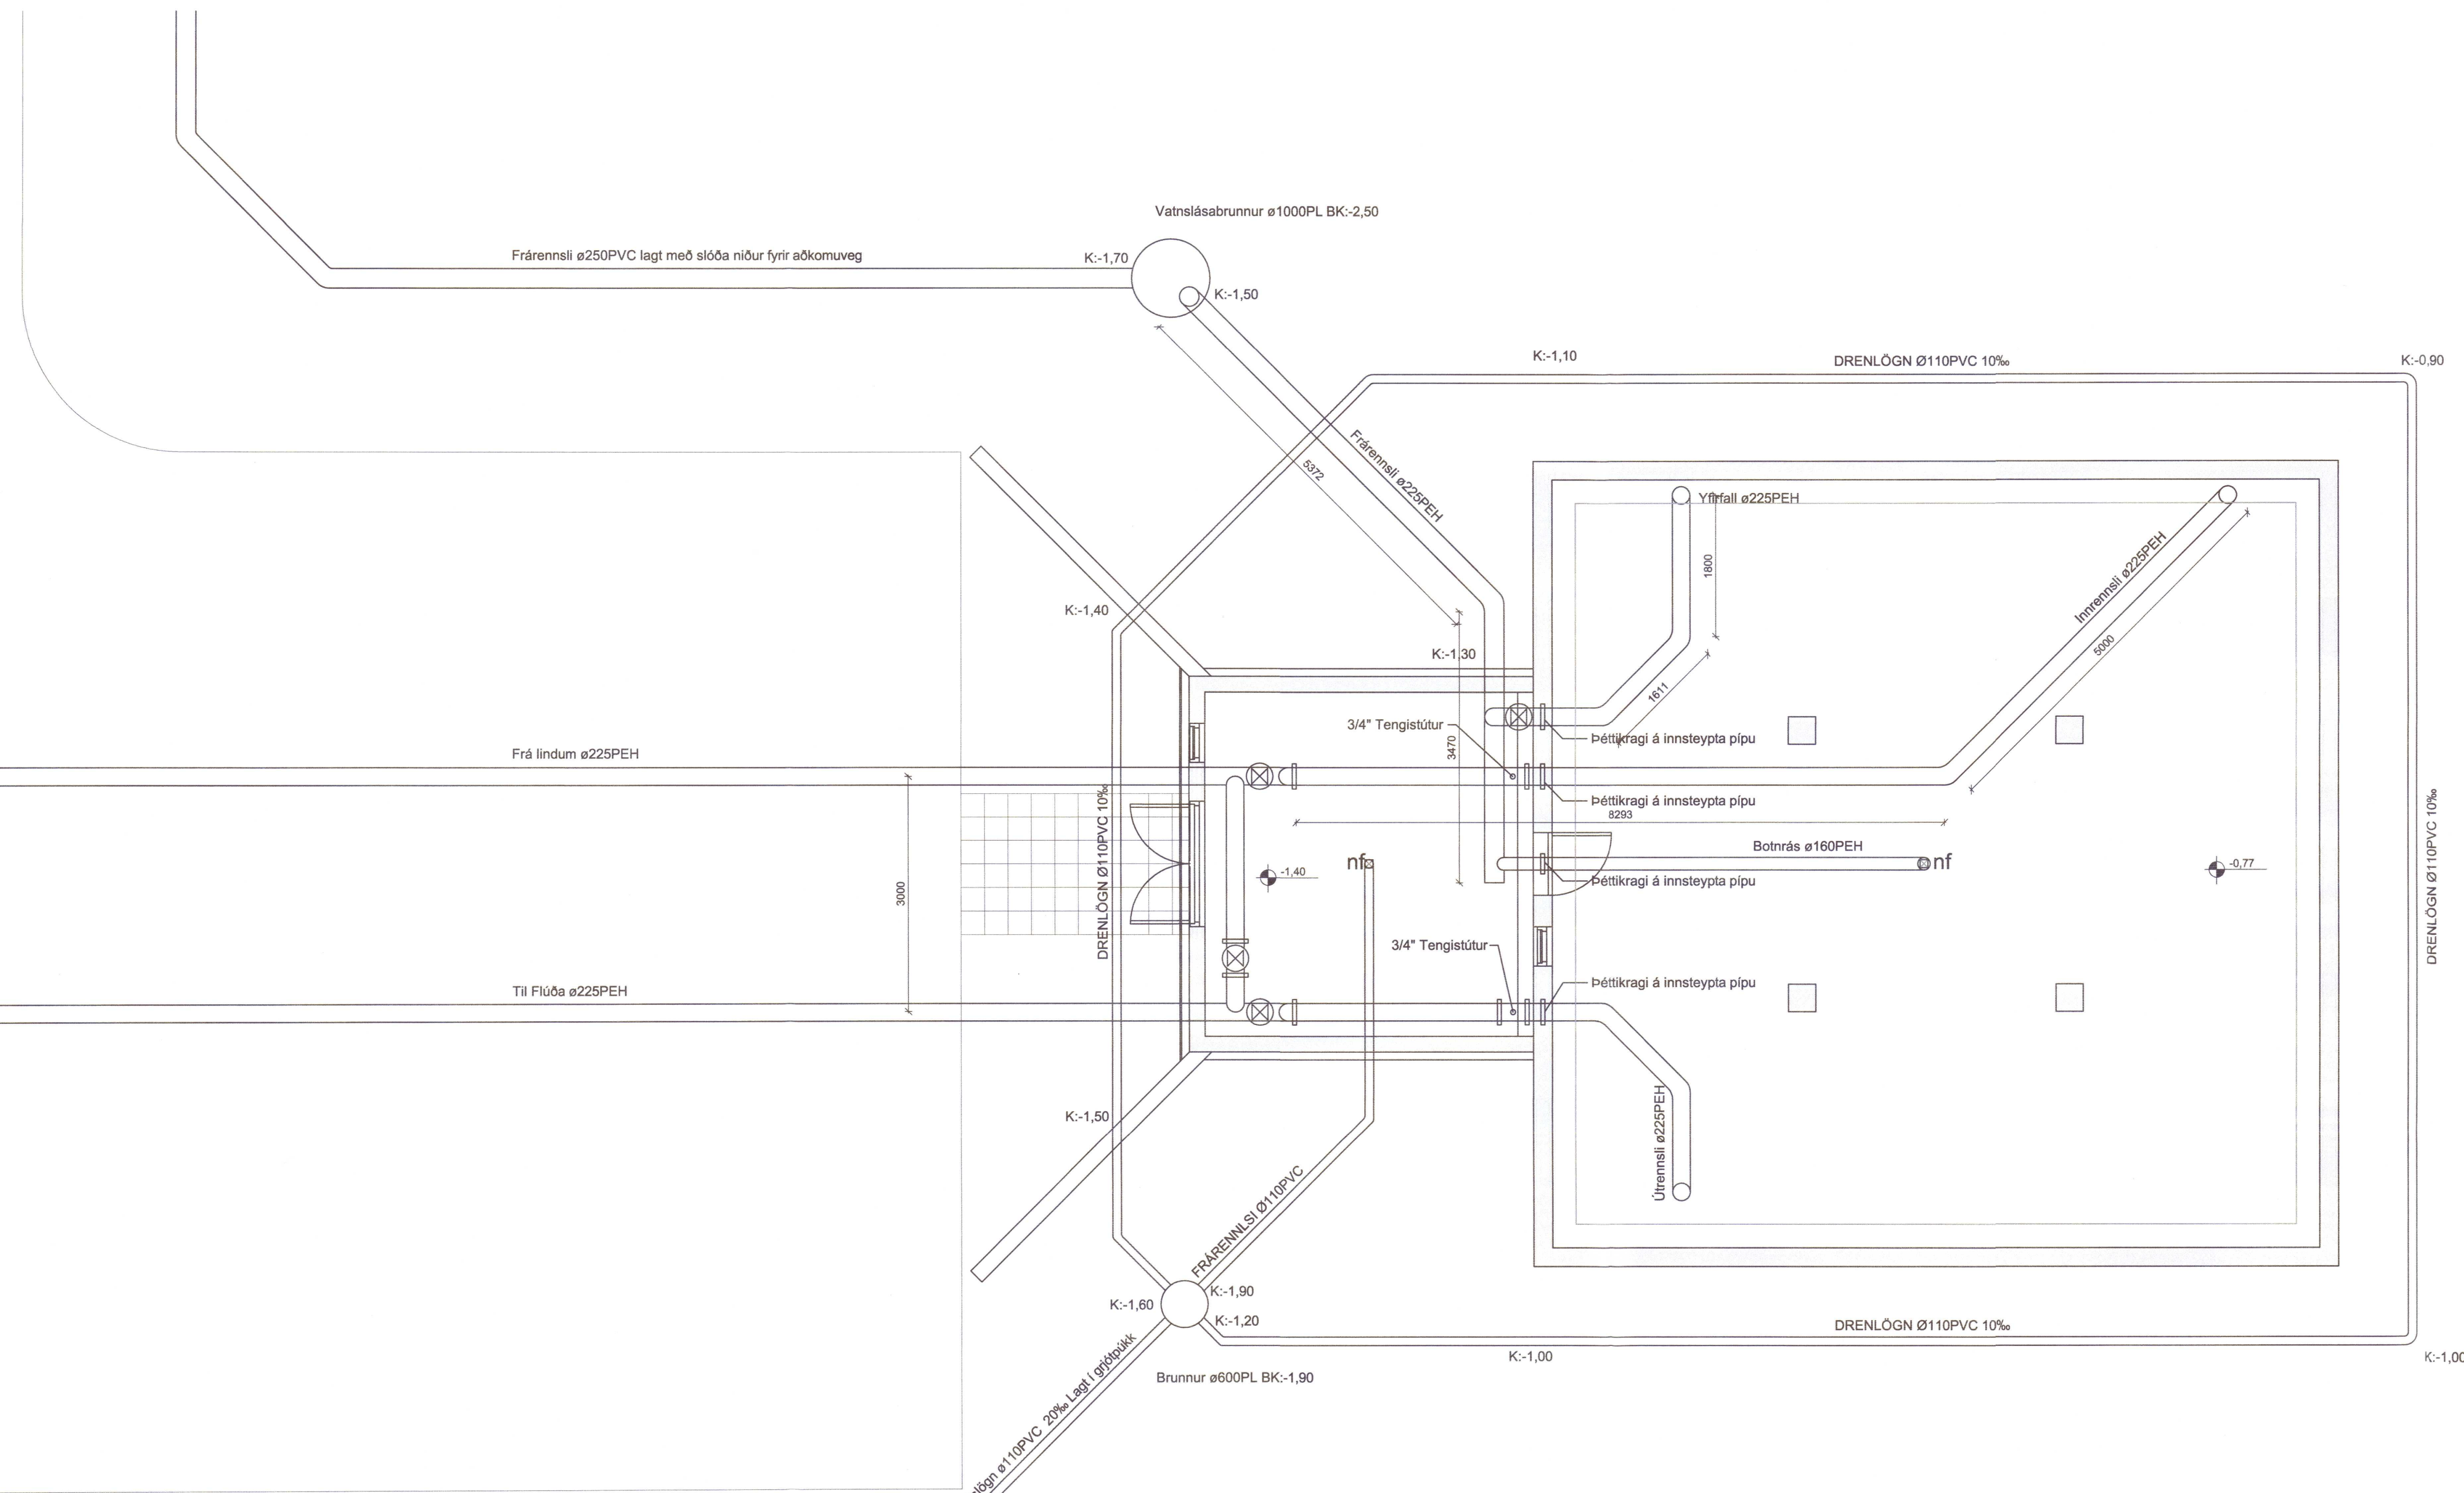 Vatnslásabrunnur ø1000PL BK:-2,50
Frárennsli ø250PVC lagt með slóða niður fyrir aðkomuveg
K:-1,70
K:-1,50
K:-1,10
DRENLÖGN Ø110PVC 10‰
K:-0,90
Frárennsli ø225PEH
5372
Yfirfall ø225PEH
1800
Innrennsli ø225PEH
5000
K:-1,40
K:-1,30
1611
3/4" Tengistútur
3470
Þéttikragi á innsteypta pípu
Frá lindum ø225PEH
Þéttikragi á innsteypta pípu
8293
DRENLÖGN Ø110PVC 10‰
DRENLÖGN Ø110PVC 10‰
Botnrás ø160PEH
nf
nf
-1,40
-0,77
Þéttikragi á innsteypta pípu
3000
3/4" Tengistútur
Þéttikragi á innsteypta pípu
Til Flúða ø225PEH
K:-1,50
Útrennsli ø225PEH
FRÁRENNLSI Ø110PVC
K:-1,90
K:-1,60
K:-1,20
DRENLÖGN Ø110PVC 10‰
K:-1,00
K:-1,00
Brunnur ø600PL BK:-1,90
lögn ø110PVC 20‰ Lagt í grjótpúkk